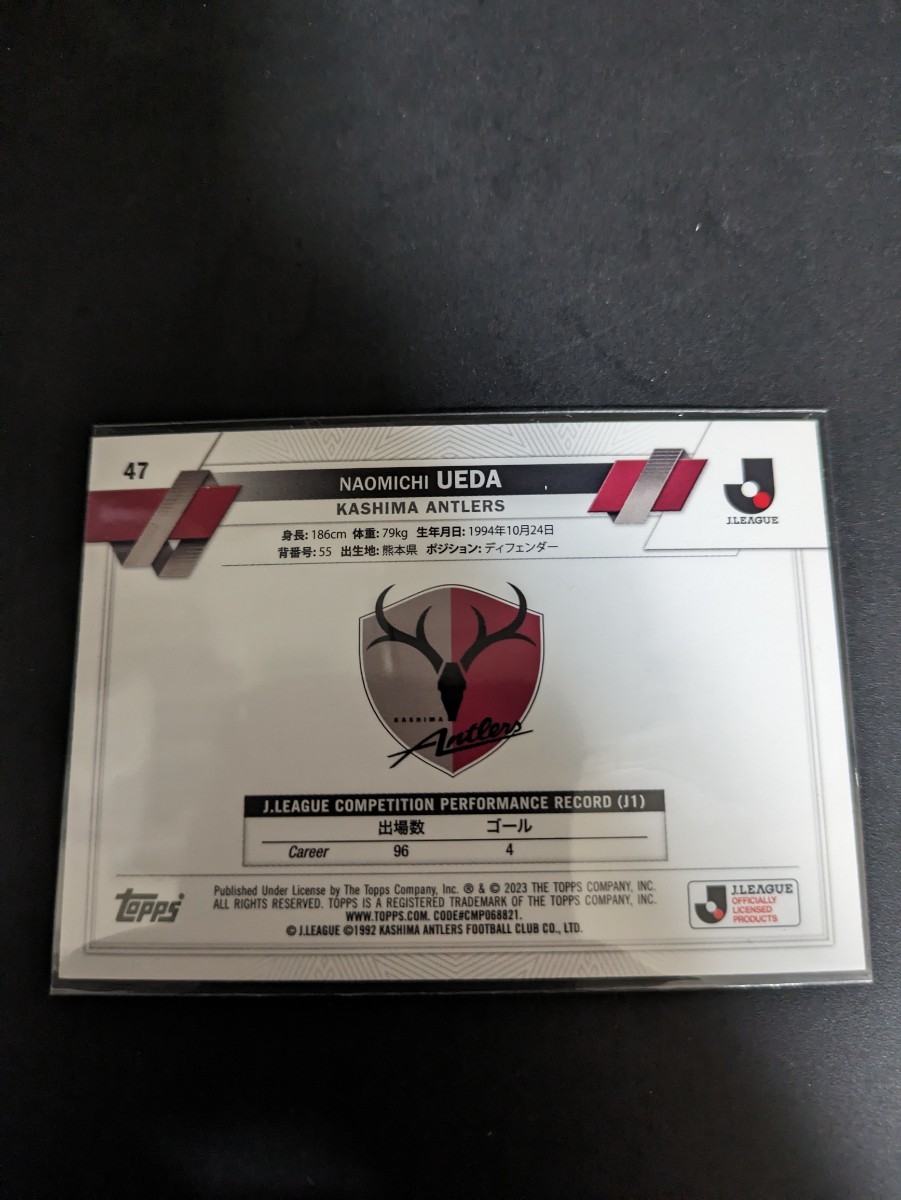 47
NAOMICHI UEDA
KASHIMA ANTLERS
J.LEAGUE
身長: 186cm 体重: 79kg 生年月日: 1994年10月24日
背番号: 55 出生地: 熊本県 ポジション: ディフェンダー
KASHIMA
Antlers
J.LEAGUE COMPETITION PERFORMANCE RECORD (J1)
出場数 ゴール
Career 96 4
topps
Published Under License by The Topps Company, Inc. ® & © 2023 THE TOPPS COMPANY, INC.
ALL RIGHTS RESERVED. TOPPS IS A REGISTERED TRADEMARK OF THE TOPPS COMPANY, INC.
WWW.TOPPS.COM. CODE#CMP068821.
© J.LEAGUE ©1992 KASHIMA ANTLERS FOOTBALL CLUB CO., LTD.
J.LEAGUE
OFFICIALLY
LICENSED
PRODUCTS